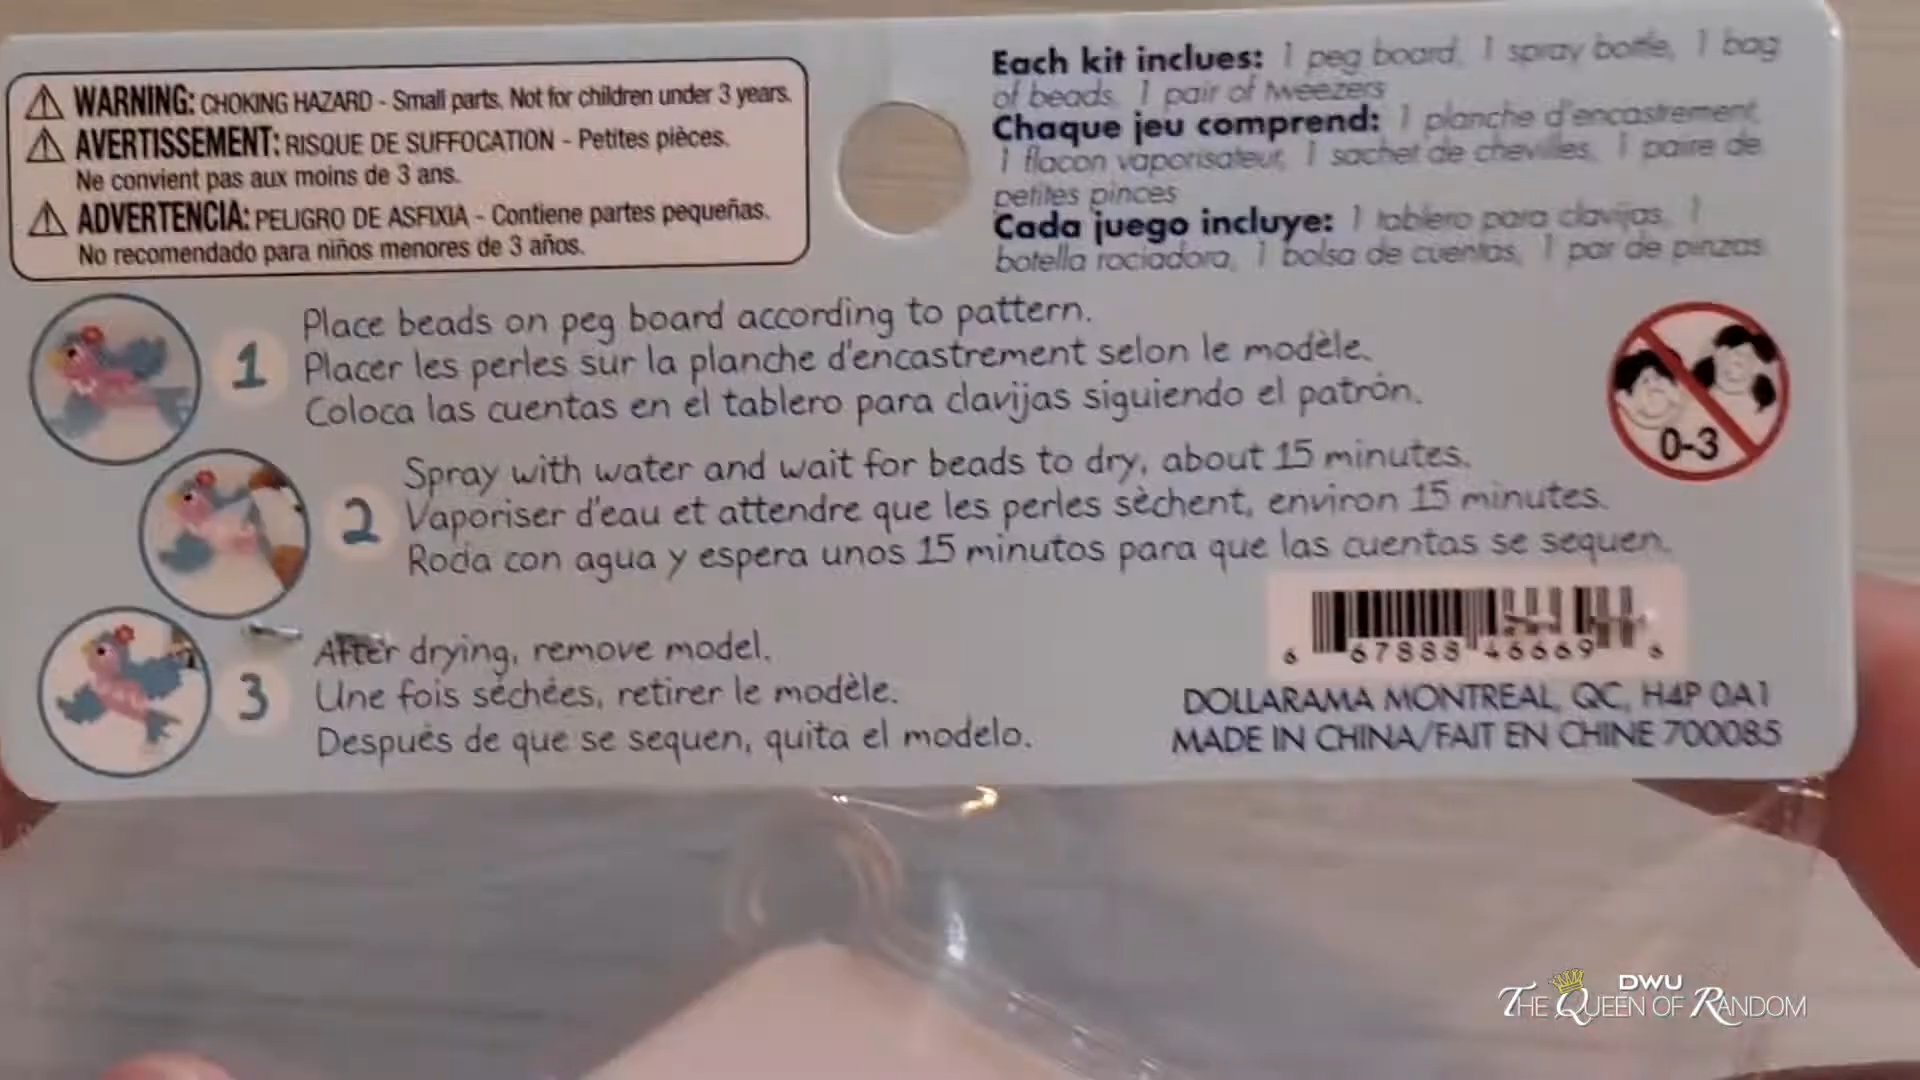 WARNING: CHOKING HAZARD - Small parts. Not for children under 3 years.
AVERTISSEMENT: RISQUE DE SUFFOCATION - Petites pièces.
Ne convient pas aux moins de 3 ans.
ADVERTENCIA: PELIGRO DE ASFIXIA - Contiene partes pequeñas.
No recomendado para niños menores de 3 años.
Each kit inclues: 1 peg board, 1 spray bottle, 1 bag
of beads, 1 pair of tweezers
Chaque jeu comprend: 1 planche d'encastrement,
1 flacon vaporisateur, 1 sachet de chevilles, 1 paire de
petites pinces
Cada juego incluye: 1 tablero para clavijas, 1
botella rociadora, 1 bolsa de cuentas, 1 par de pinzas
1
Place beads on peg board according to pattern.
Placer les perles sur la planche d'encastrement selon le modèle.
Coloca las cuentas en el tablero para clavijas siguiendo el patrón.
0-3
2
Spray with water and wait for beads to dry, about 15 minutes.
Vaporiser d'eau et attendre que les perles sèchent, environ 15 minutes.
Rocía con agua y espera unos 15 minutos para que las cuentas se sequen.
3
After drying, remove model.
Une fois séchées, retirer le modèle.
Después de que se sequen, quita el modelo.
6 67888 46669 6
DOLLARAMA MONTREAL, QC, H4P 0A1
MADE IN CHINA/FAIT EN CHINE 700085
DWU
THE QUEEN OF RANDOM